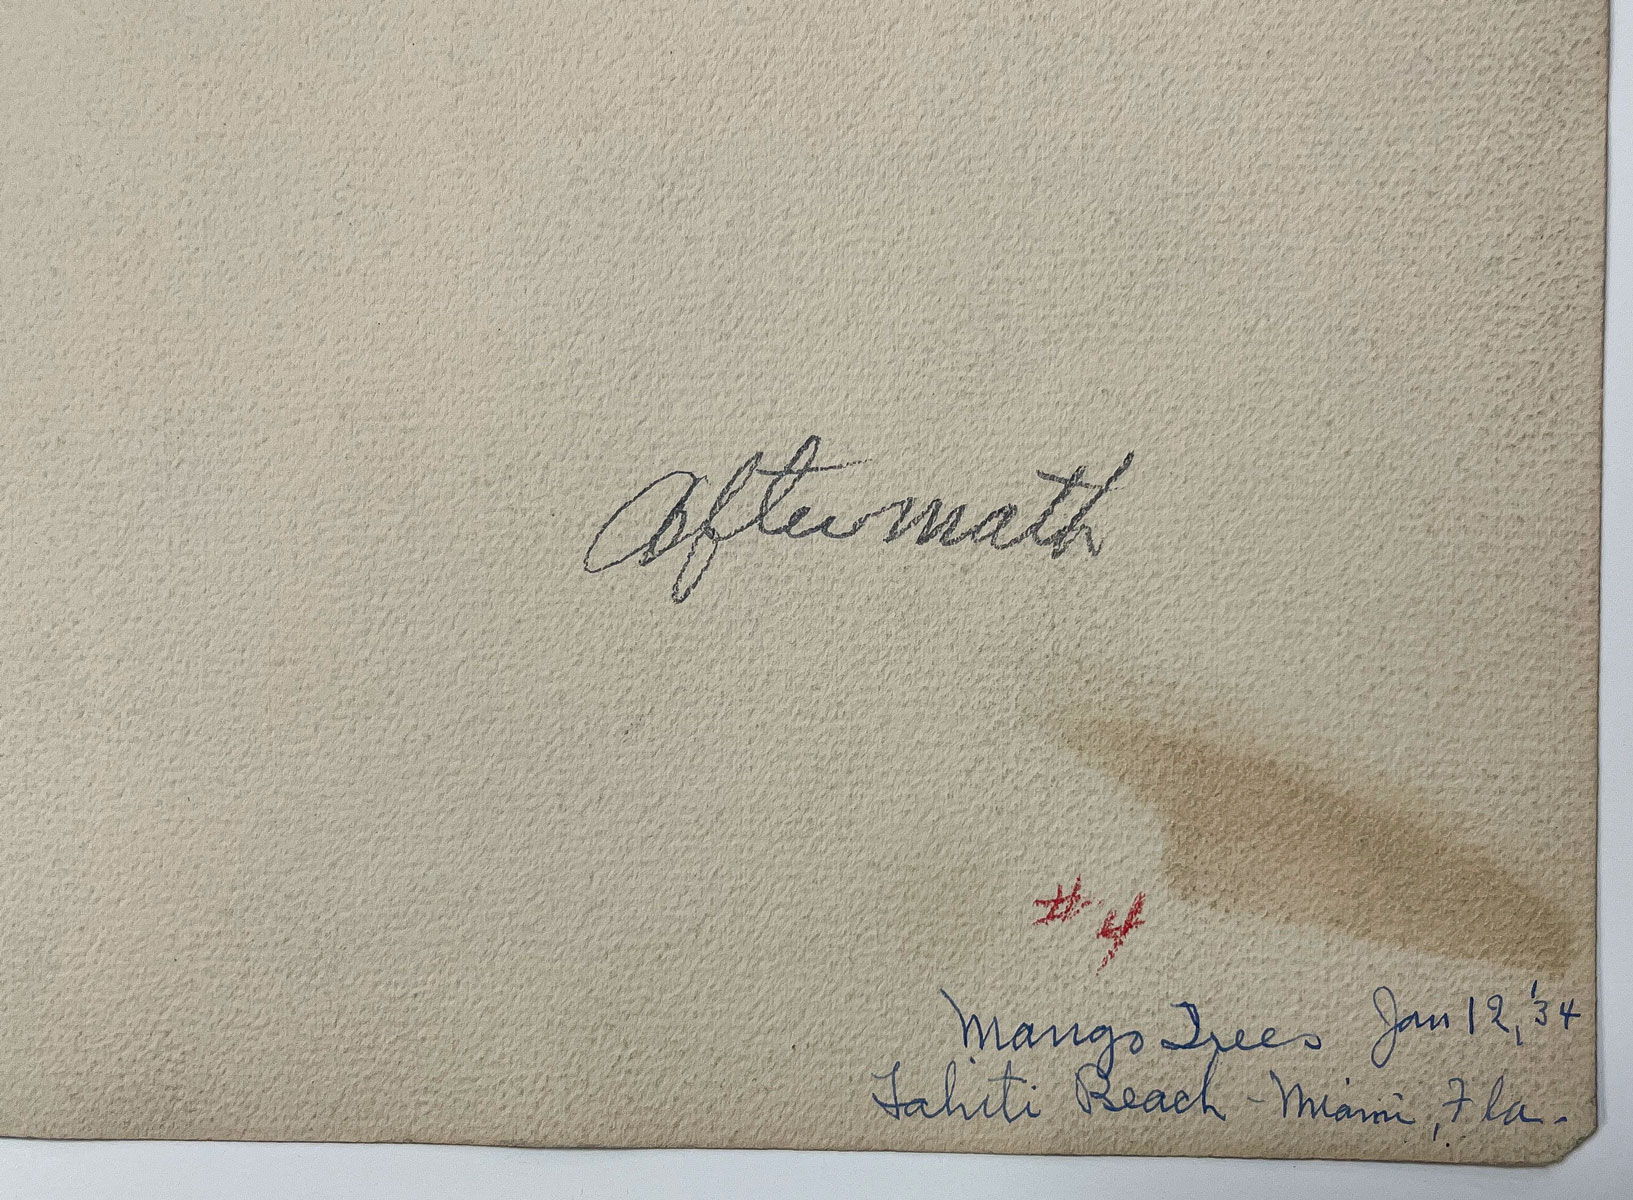 Aftermath
#4
Mango Trees Jan 12, '34
Tahiti Beach - Miami, Fla.